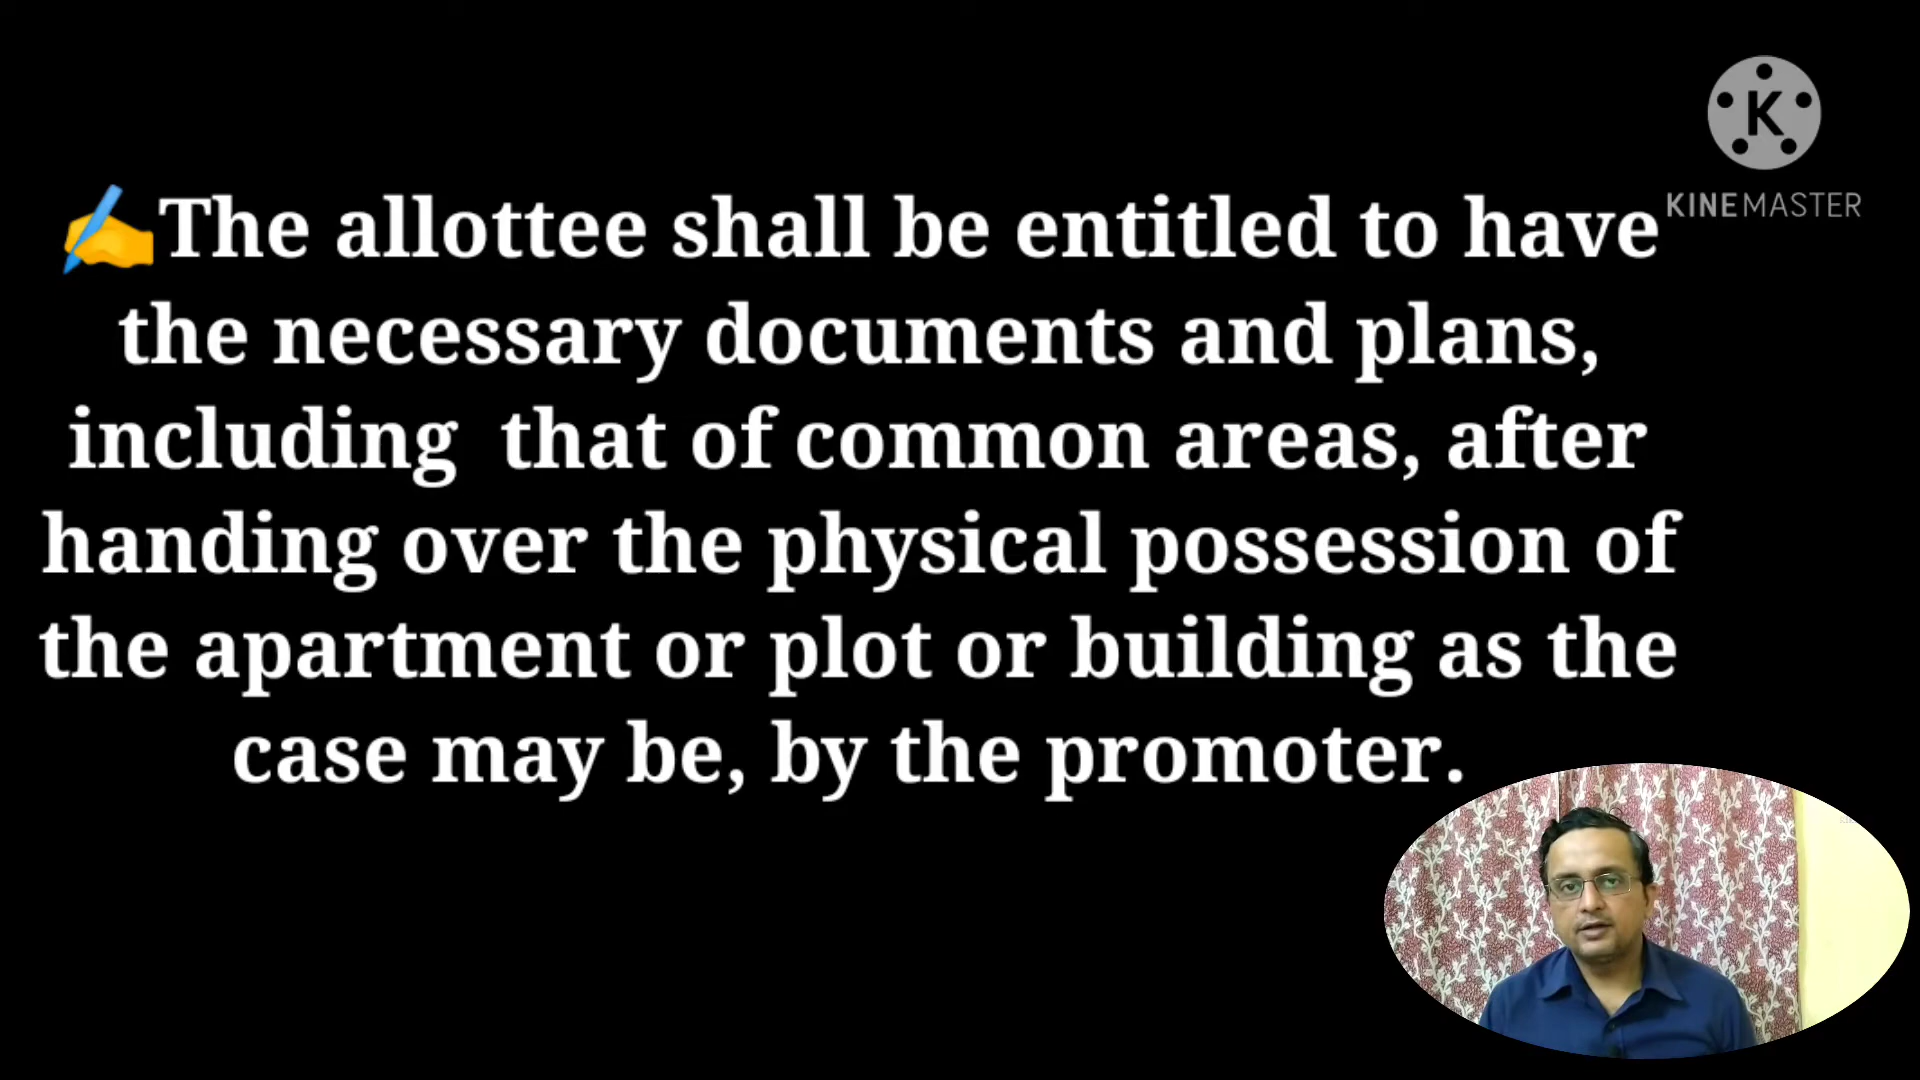 ✍The allottee shall be entitled to have
the necessary documents and plans,
including  that of common areas, after
handing over the physical possession of
the apartment or plot or building as the
case may be, by the promoter.
K
KINEMASTER